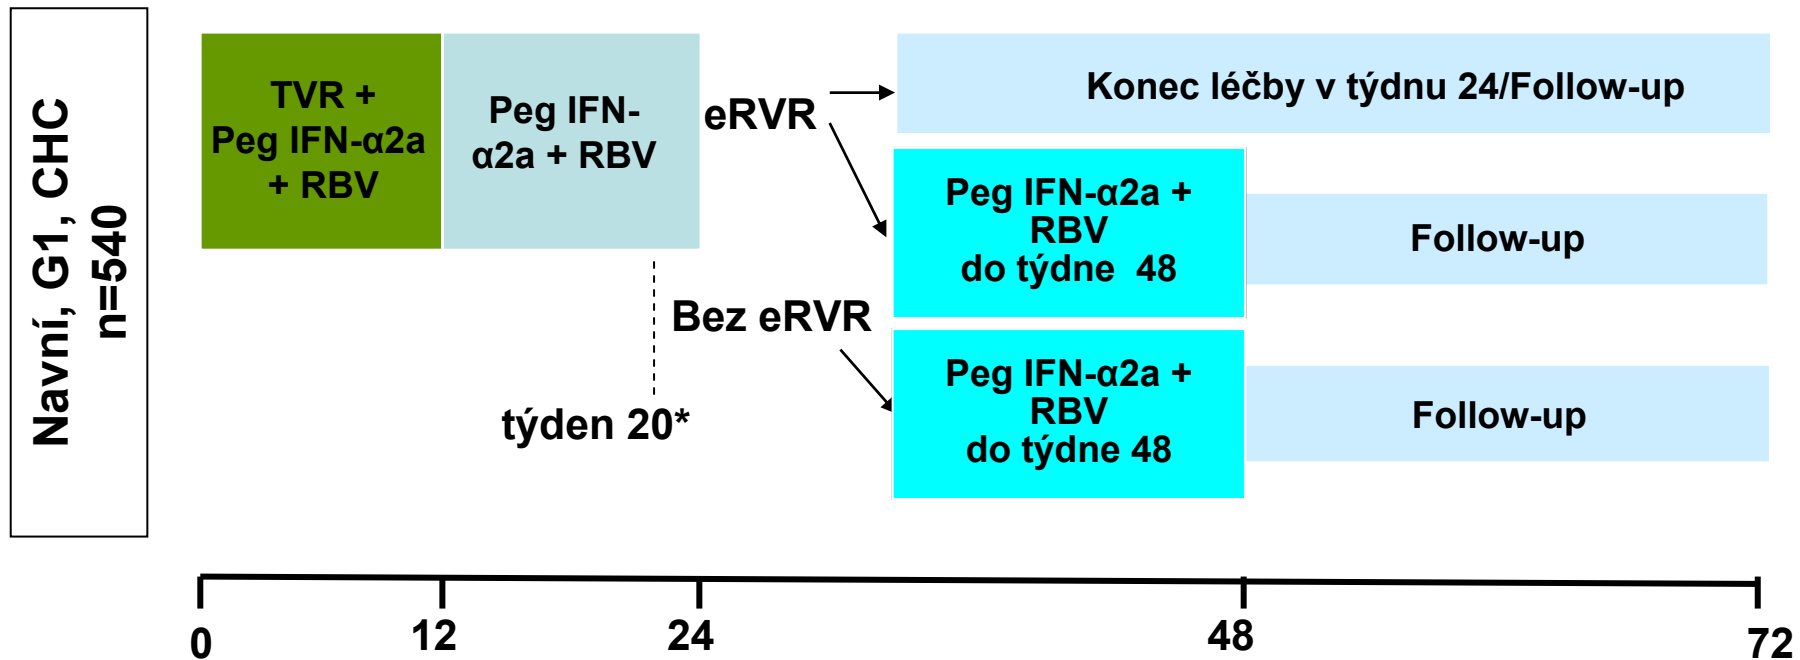 Navní, G1, CHC
n=540
TVR +
Peg IFN-α2a
+ RBV
Peg IFN-
α2a + RBV
eRVR
Konec léčby v týdnu 24/Follow-up
Peg IFN-α2a +
RBV
do týdne 48
Follow-up
Bez eRVR
Peg IFN-α2a +
RBV
do týdne 48
Follow-up
týden 20*
0
12
24
48
72